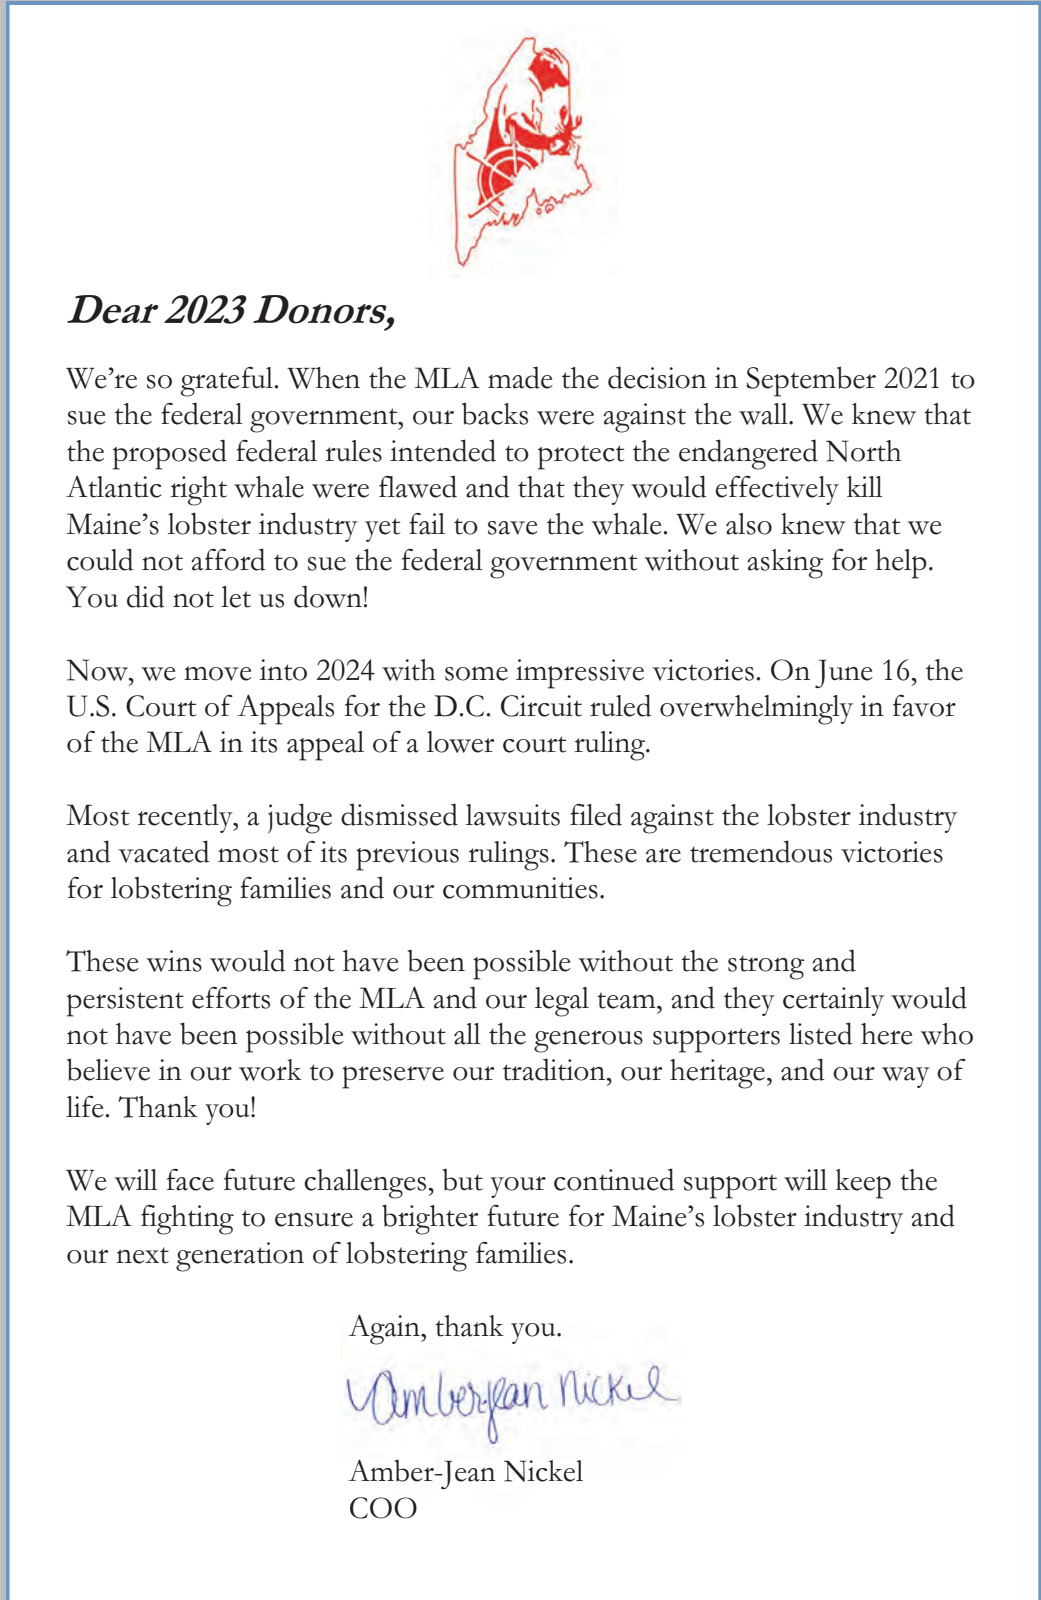 Dear 2023 Donors,
We're so grateful. When the MLA made the decision in September 2021 to
sue the federal government, our backs were against the wall. We knew that
the proposed federal rules intended to protect the endangered North
Atlantic right whale were flawed and that they would effectively kill
Maine's lobster industry yet fail to save the whale. We also knew that we
could not afford to sue the federal government without asking for help.
You did not let us down!
Now, we move into 2024 with some impressive victories. On June 16, the
U.S. Court of Appeals for the D.C. Circuit ruled overwhelmingly in favor
of the MLA in its appeal of a lower court ruling.
Most recently, a judge dismissed lawsuits filed against the lobster industry
and vacated most of its previous rulings. These are tremendous victories
for lobstering families and our communities.
These wins would not have been possible without the strong and
persistent efforts of the MLA and our legal team, and they certainly would
not have been possible without all the generous supporters listed here who
believe in our work to preserve our tradition, our heritage, and our way of
life. Thank you!
We will face future challenges, but your continued support will keep the
MLA fighting to ensure a brighter future for Maine's lobster industry and
our next generation of lobstering families.
Again, thank you.
Amber-Jean Nickel
Amber-Jean Nickel
COO